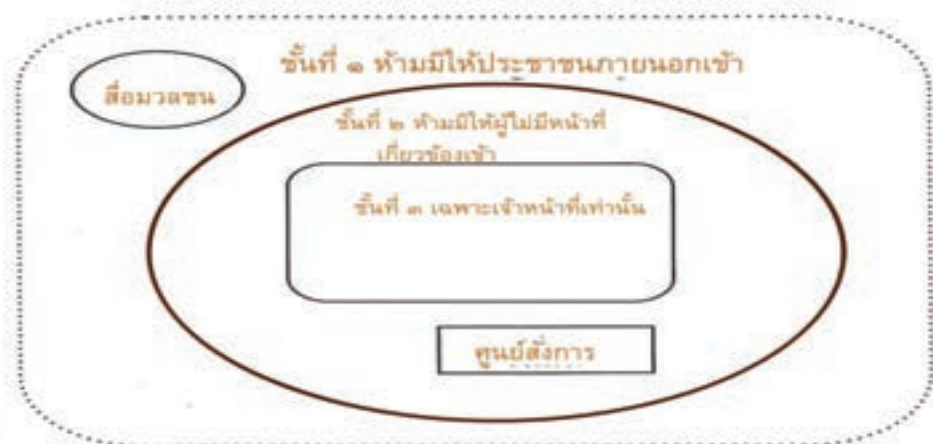 ชั้นที่ ๑ ห้ามมิให้ประชาชนภายนอกเข้า
สื่อมวลชน
ชั้นที่ ๒ ห้ามมิให้ผู้ไม่มีหน้าที่
เกี่ยวข้องเข้า
ชั้นที่ ๓ เฉพาะเจ้าหน้าที่เท่านั้น
ศูนย์สั่งการ